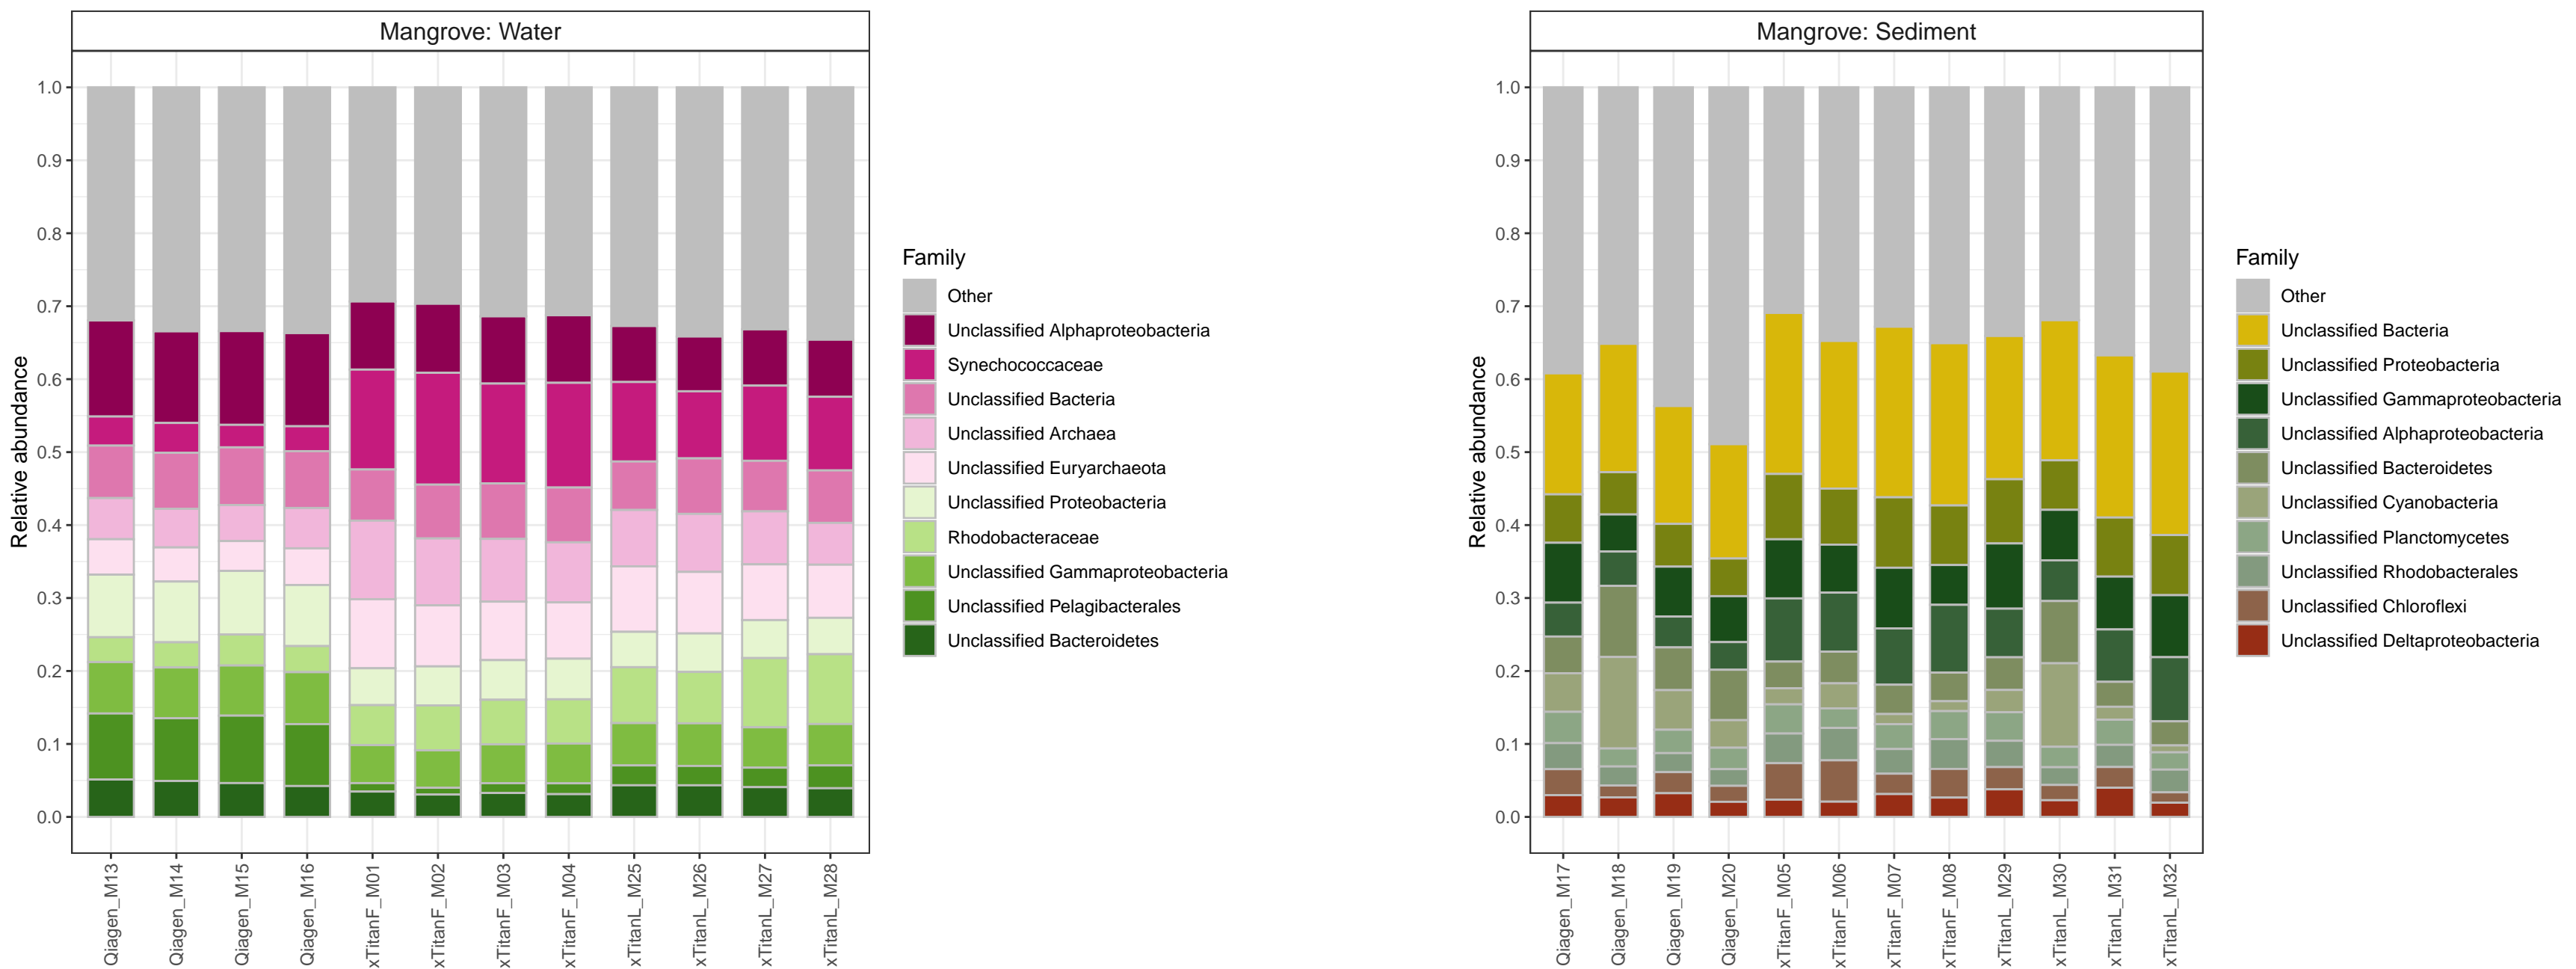 Mangrove: Water
Relative abundance
1.0
0.9
0.8
0.7
0.6
0.5
0.4
0.3
0.2
0.1
0.0
Qiagen_M13
Qiagen_M14
Qiagen_M15
Qiagen_M16
xTitanF_M01
xTitanF_M02
xTitanF_M03
xTitanF_M04
xTitanL_M25
xTitanL_M26
xTitanL_M27
xTitanL_M28
Family
Other
Unclassified Alphaproteobacteria
Synechococcaceae
Unclassified Bacteria
Unclassified Archaea
Unclassified Euryarchaeota
Unclassified Proteobacteria
Rhodobacteraceae
Unclassified Gammaproteobacteria
Unclassified Pelagibacterales
Unclassified Bacteroidetes
Mangrove: Sediment
Relative abundance
1.0
0.9
0.8
0.7
0.6
0.5
0.4
0.3
0.2
0.1
0.0
Qiagen_M17
Qiagen_M18
Qiagen_M19
Qiagen_M20
xTitanF_M05
xTitanF_M06
xTitanF_M07
xTitanF_M08
xTitanL_M29
xTitanL_M30
xTitanL_M31
xTitanL_M32
Family
Other
Unclassified Bacteria
Unclassified Proteobacteria
Unclassified Gammaproteobacteria
Unclassified Alphaproteobacteria
Unclassified Bacteroidetes
Unclassified Cyanobacteria
Unclassified Planctomycetes
Unclassified Rhodobacterales
Unclassified Chloroflexi
Unclassified Deltaproteobacteria